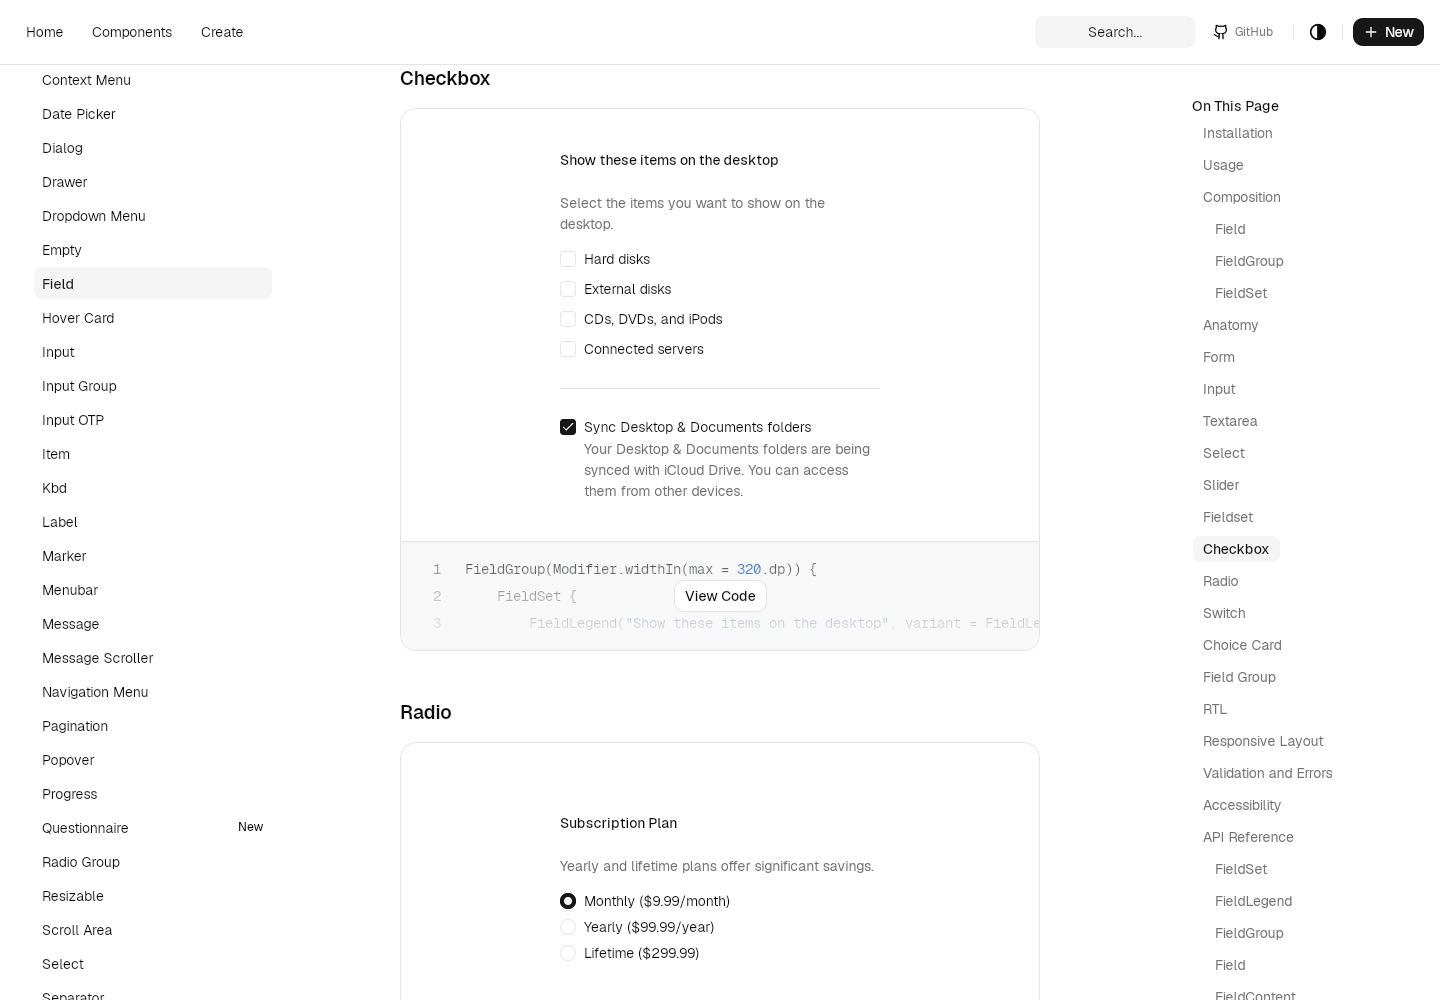 Home
Components
Create
Search...
GitHub
New
Context Menu
Date Picker
Dialog
Drawer
Dropdown Menu
Empty
Field
Hover Card
Input
Input Group
Input OTP
Item
Kbd
Label
Marker
Menubar
Message
Message Scroller
Navigation Menu
Pagination
Popover
Progress
Questionnaire New
Radio Group
Resizable
Scroll Area
Select
Separator
Checkbox
Show these items on the desktop
Select the items you want to show on the
desktop.
Hard disks
External disks
CDs, DVDs, and iPods
Connected servers
Sync Desktop & Documents folders
Your Desktop & Documents folders are being
synced with iCloud Drive. You can access
them from other devices.
1 FieldGroup(Modifier.widthIn(max = 320.dp)) {
2 FieldSet {
View Code
3 FieldLegend("Show these items on the desktop", variant = FieldLe
Radio
Subscription Plan
Yearly and lifetime plans offer significant savings.
Monthly ($9.99/month)
Yearly ($99.99/year)
Lifetime ($299.99)
On This Page
Installation
Usage
Composition
Field
FieldGroup
FieldSet
Anatomy
Form
Input
Textarea
Select
Slider
Fieldset
Checkbox
Radio
Switch
Choice Card
Field Group
RTL
Responsive Layout
Validation and Errors
Accessibility
API Reference
FieldSet
FieldLegend
FieldGroup
Field
FieldContent